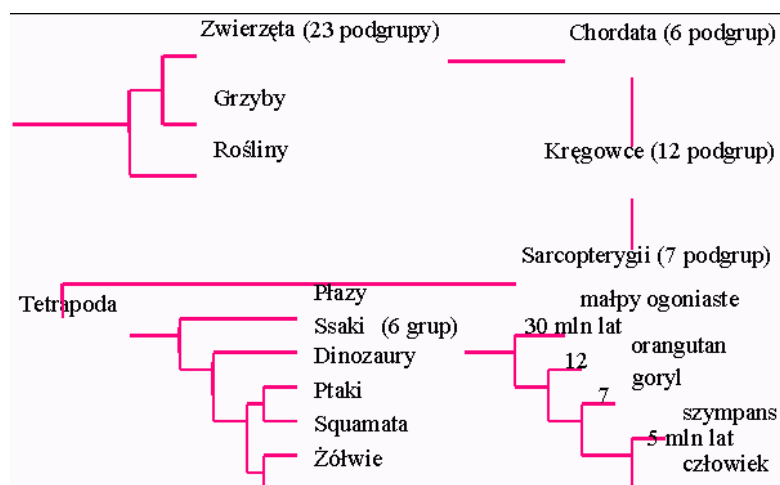 Zwierzęta (23 podgrupy)
Chordata (6 podgrup)
Grzyby
Rośliny
Kręgowce (12 podgrup)
Sarcopterygii (7 podgrup)
Tetrapoda
Płazy
małpy ogoniaste
Ssaki (6 grup)
30 mln lat
Dinozaury
orangutan
12
goryl
Ptaki
7
szympans
Squamata
5 mln lat
Żółwie
człowiek